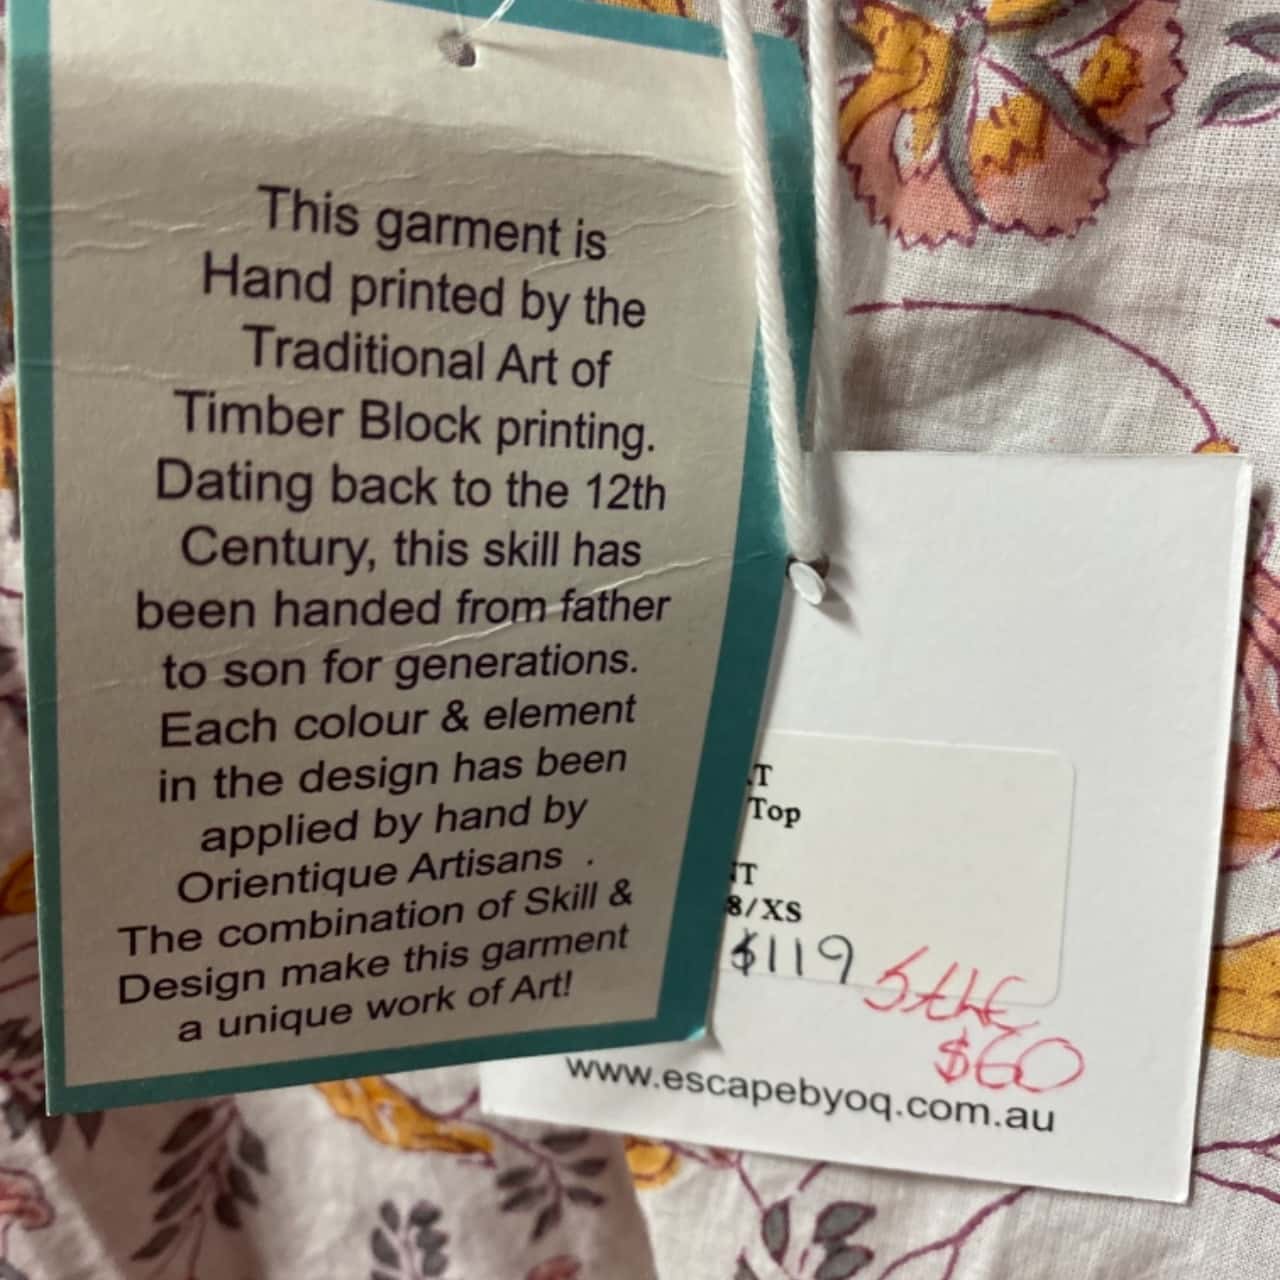 This garment is
Hand printed by the
Traditional Art of
Timber Block printing.
Dating back to the 12th
Century, this skill has
been handed from father
to son for generations.
Each colour & element
in the design has been
applied by hand by
Orientique Artisans .
The combination of Skill &
Design make this garment
a unique work of Art!
T
Top
NT
8/XS
$119
$60
www.escapebyoq.com.au